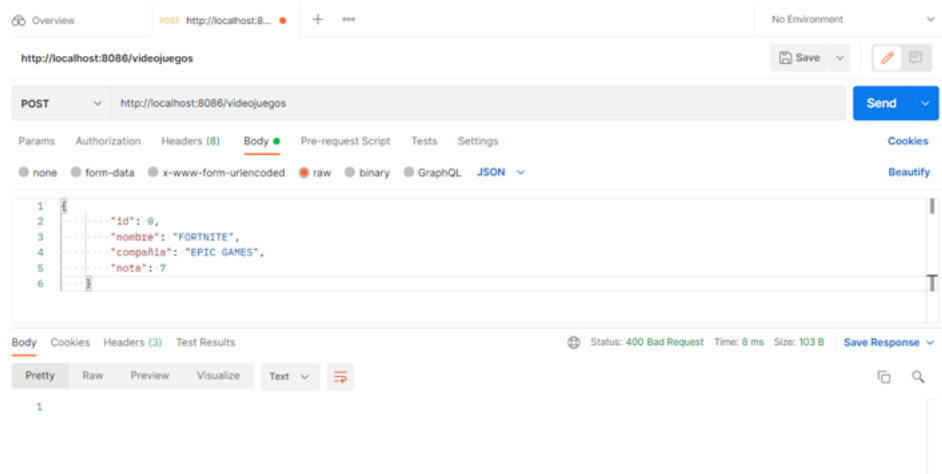 Overview POST http://localhost:8... No Environment
http://localhost:8086/videojuegos Save
POST http://localhost:8086/videojuegos Send
Params Authorization Headers (8) Body Pre-request Script Tests Settings Cookies
none form-data x-www-form-urlencoded raw binary GraphQL JSON Beautify
1 {
2 "id": 0,
3 "nombre": "FORTNITE",
4 "compañia": "EPIC GAMES",
5 "nota": 7
6 }
Body Cookies Headers (3) Test Results Status: 400 Bad Request Time: 8 ms Size: 103 B Save Response
Pretty Raw Preview Visualize Text
1